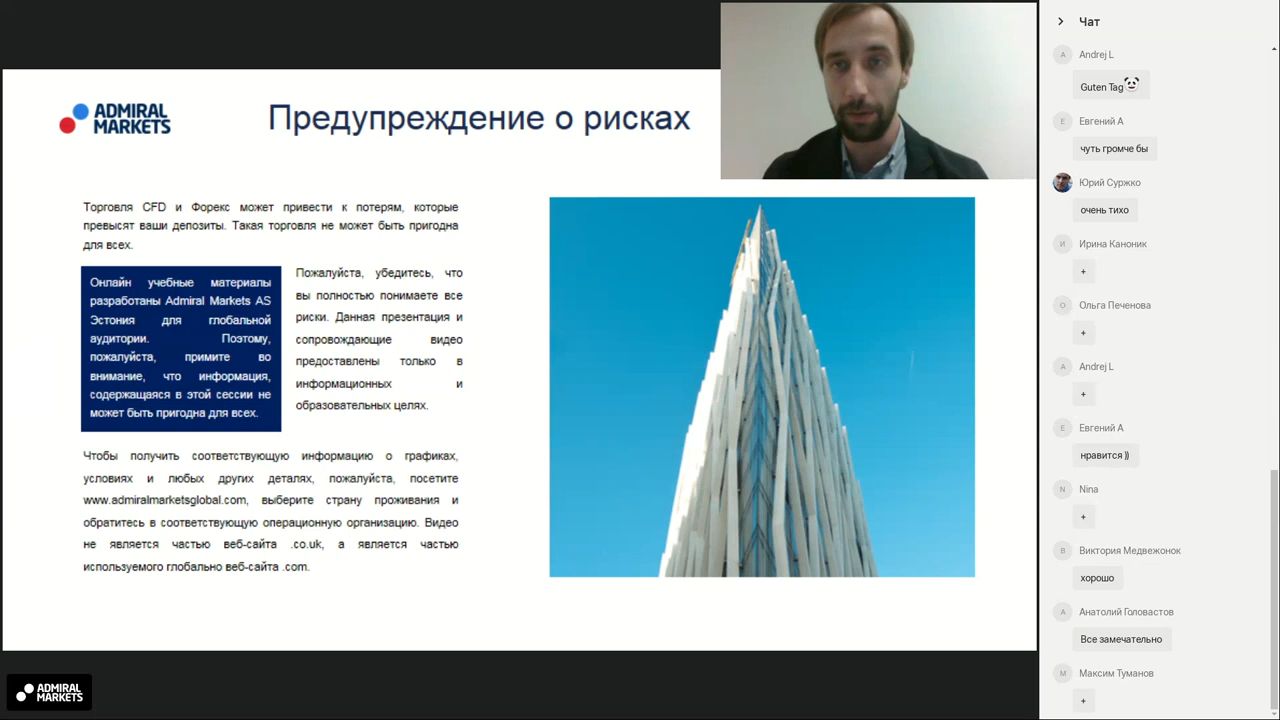 ADMIRAL
MARKETS
Предупреждение о рисках
Торговля CFD и Форекс может привести к потерям, которые
превысят ваши депозиты. Такая торговля не может быть пригодна
для всех.
Онлайн учебные материалы
разработаны Admiral Markets AS
Эстония для глобальной
аудитории. Поэтому,
пожалуйста, примите во
внимание, что информация,
содержащаяся в этой сессии не
может быть пригодна для всех.
Пожалуйста, убедитесь, что
вы полностью понимаете все
риски. Данная презентация и
сопровождающие видео
предоставлены только в
информационных и
образовательных целях.
Чтобы получить соответствующую информацию о графиках,
условиях и любых других деталях, пожалуйста, посетите
www.admiralmarketsglobal.com, выберите страну проживания и
обратитесь в соответствующую операционную организацию. Видео
не является частью веб-сайта .co.uk, а является частью
используемого глобально веб-сайта .com.
ADMIRAL
MARKETS
Чат
A Andrej L
Guten Tag
Е Евгений А
чуть громче бы
Юрий Суржко
очень тихо
И Ирина Каноник
+
О Ольга Печенова
+
A Andrej L
+
Е Евгений А
нравится ))
N Nina
+
В Виктория Медвежонок
хорошо
А Анатолий Головастов
Все замечательно
М Максим Туманов
+